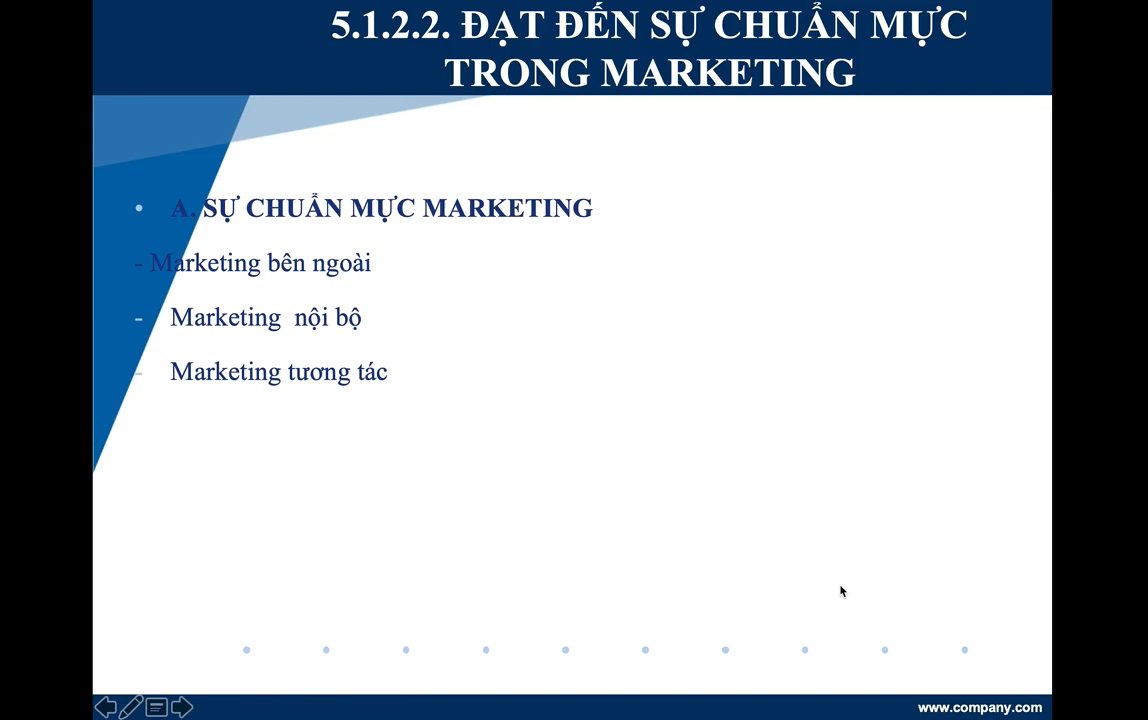 5.1.2.2. ĐẠT ĐẾN SỰ CHUẨN MỰC
TRONG MARKETING
• A. SỰ CHUẨN MỰC MARKETING
- Marketing bên ngoài
- Marketing nội bộ
- Marketing tương tác
www.company.com